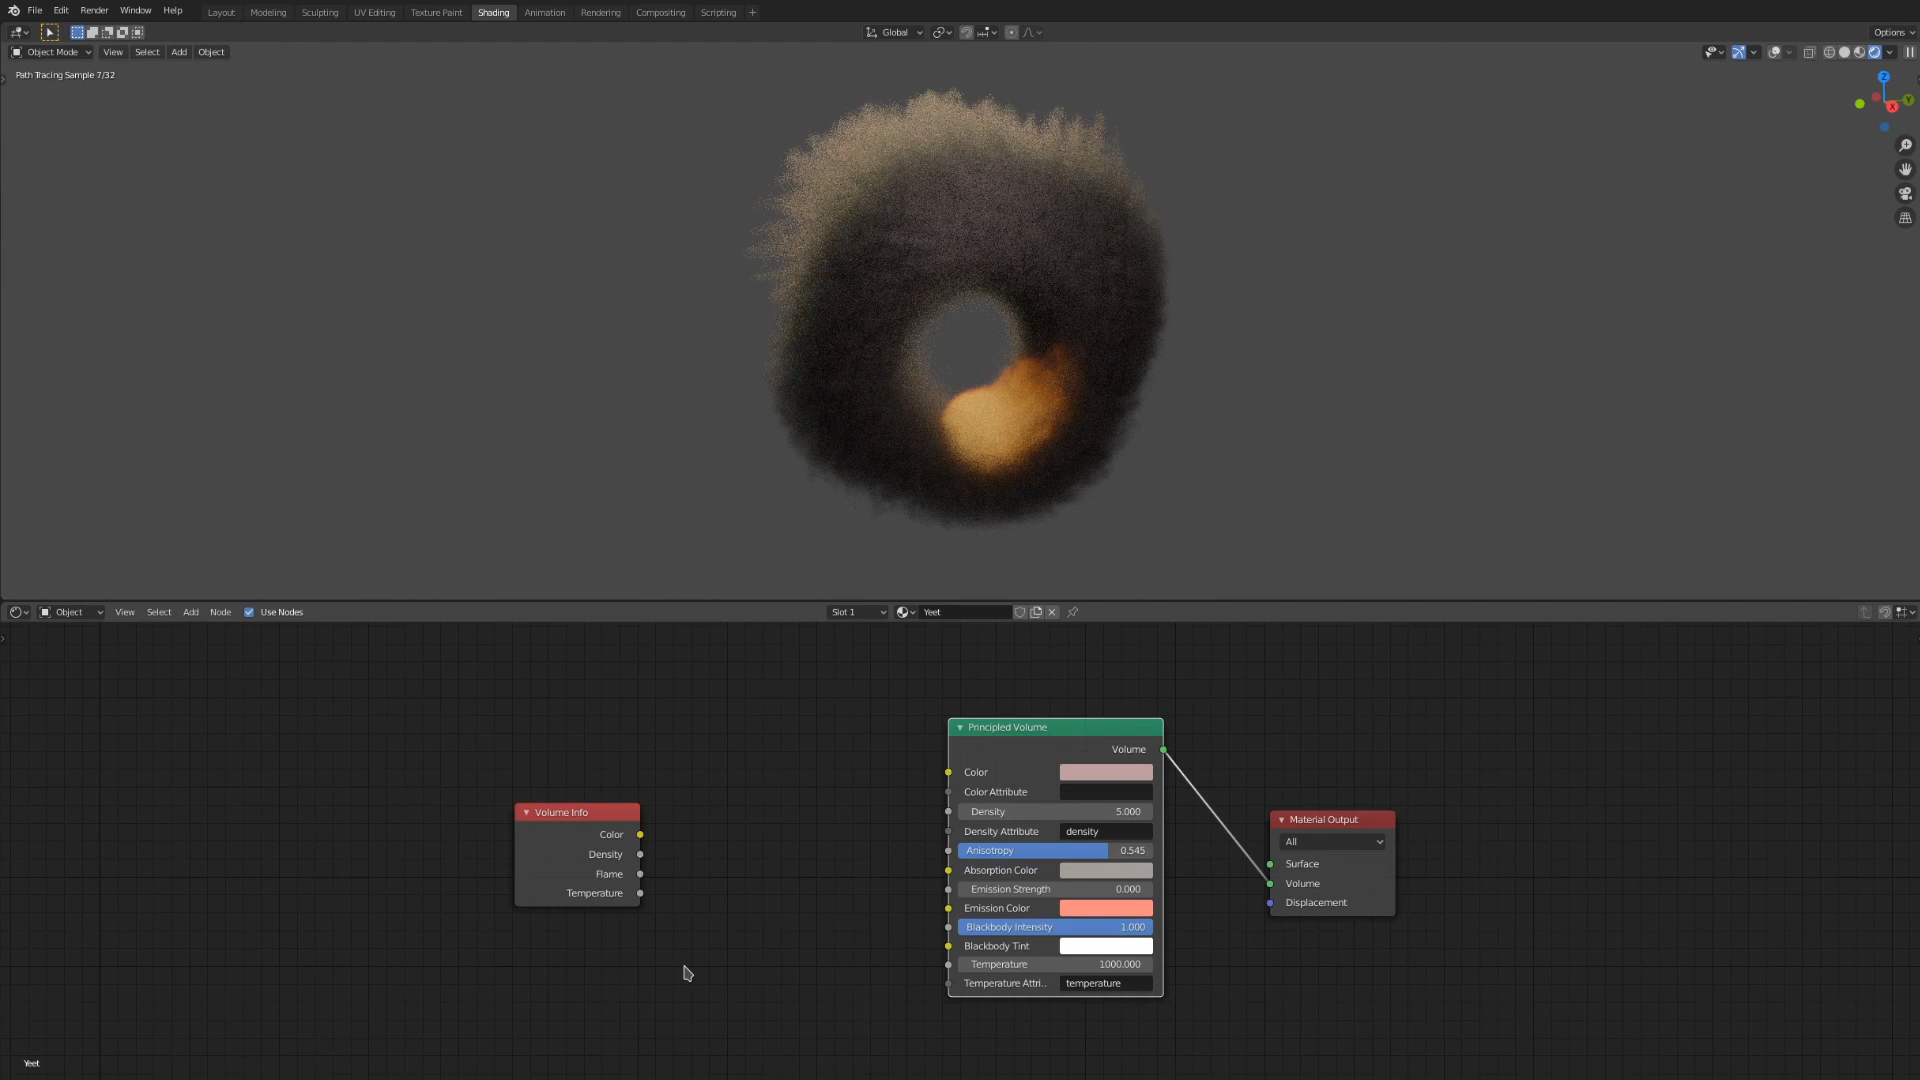 File Edit Render Window Help Layout Modeling Sculpting UV Editing Texture Paint Shading Animation Rendering Compositing Scripting +
Global Options
Object Mode View Select Add Object
Path Tracing Sample 7/32
Z
Y
X
Object View Select Add Node Use Nodes Slot 1 Yeet
Principled Volume
Volume
Color
Color Attribute
Density 5.000
Density Attribute density
Anisotropy 0.545
Absorption Color
Emission Strength 0.000
Emission Color
Blackbody Intensity 1.000
Blackbody Tint
Temperature 1000.000
Temperature Attri.. temperature
Volume Info
Color
Density
Flame
Temperature
Material Output
All
Surface
Volume
Displacement
Yeet